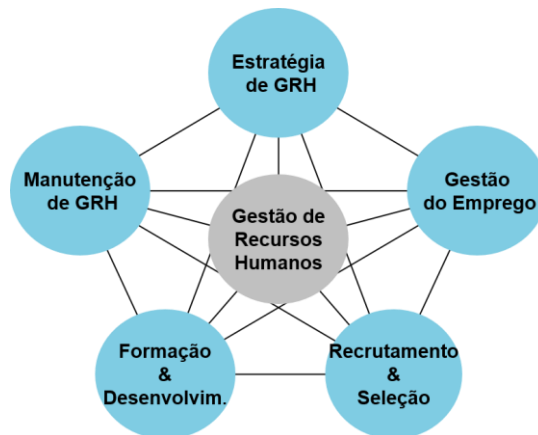 Estratégia
de GRH
Manutenção
de GRH
Gestão
do Emprego
Gestão de
Recursos
Humanos
Formação
&
Desenvolvim.
Recrutamento
&
Seleção